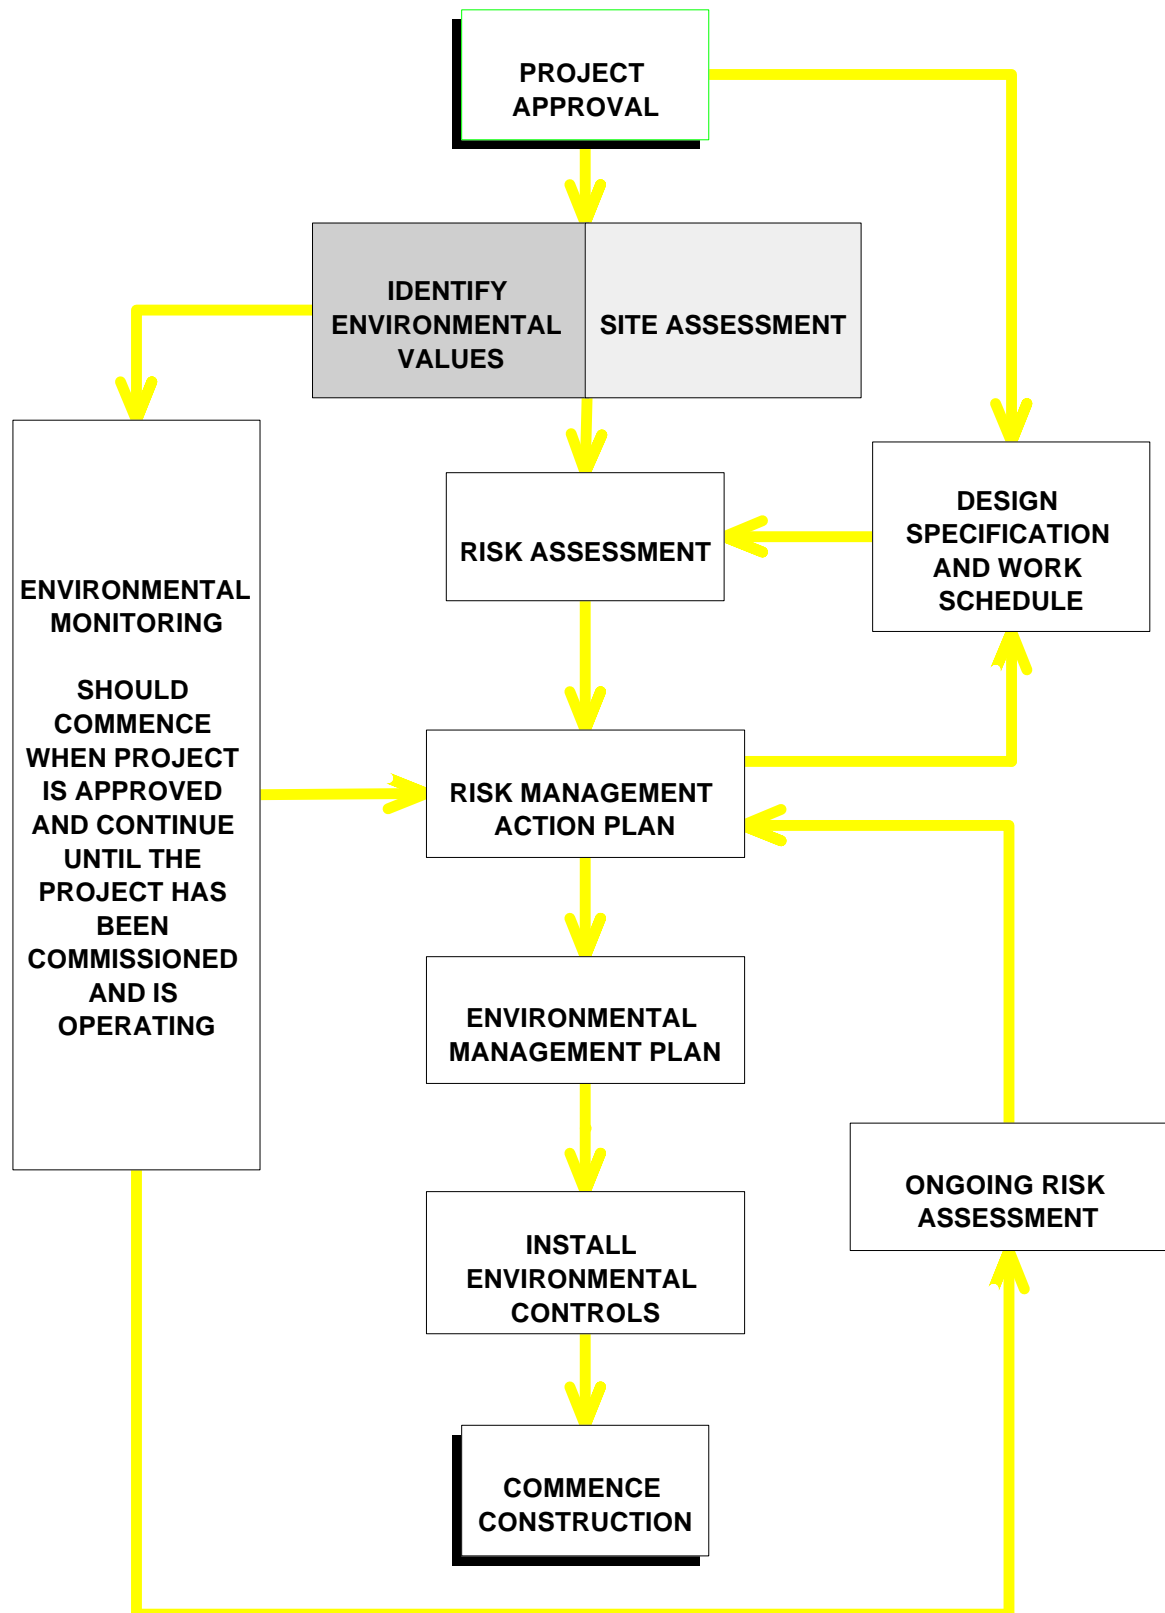 PROJECT
APPROVAL
IDENTIFY
ENVIRONMENTAL
VALUES
SITE ASSESSMENT
RISK ASSESSMENT
DESIGN
SPECIFICATION
AND WORK
SCHEDULE
ENVIRONMENTAL
MONITORING
SHOULD
COMMENCE
WHEN PROJECT
IS APPROVED
AND CONTINUE
UNTIL THE
PROJECT HAS
BEEN
COMMISSIONED
AND IS
OPERATING
RISK MANAGEMENT
ACTION PLAN
ENVIRONMENTAL
MANAGEMENT PLAN
ONGOING RISK
ASSESSMENT
INSTALL
ENVIRONMENTAL
CONTROLS
COMMENCE
CONSTRUCTION